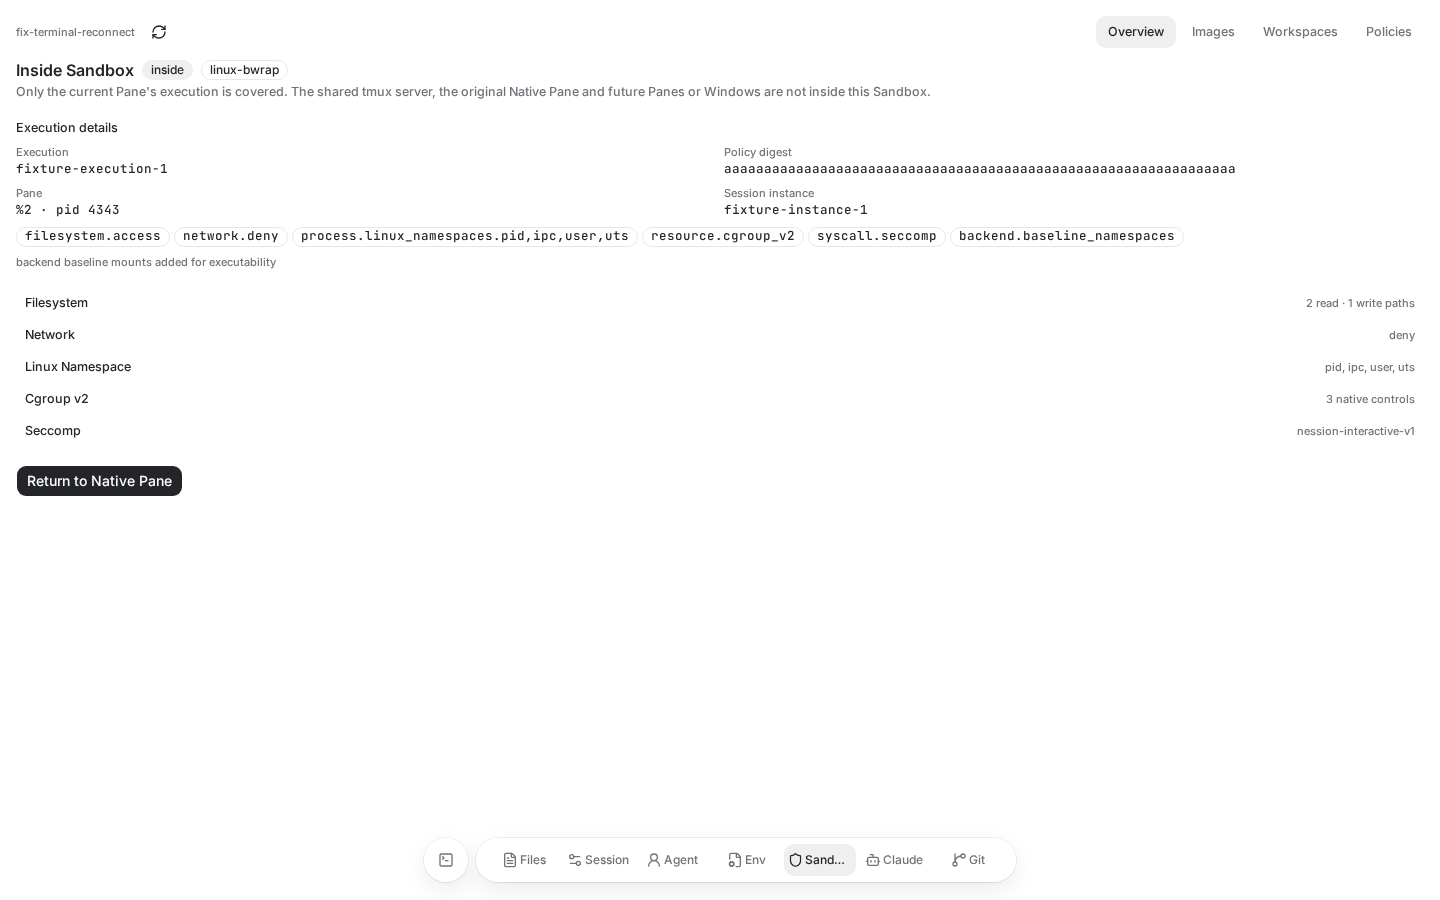 fix-terminal-reconnect
Overview Images Workspaces Policies
Inside Sandbox inside linux-bwrap
Only the current Pane's execution is covered. The shared tmux server, the original Native Pane and future Panes or Windows are not inside this Sandbox.
Execution details
Execution
fixture-execution-1
Policy digest
aaaaaaaaaaaaaaaaaaaaaaaaaaaaaaaaaaaaaaaaaaaaaaaaaaaaaaaaaaaaaaaa
Pane
%2 · pid 4343
Session instance
fixture-instance-1
filesystem.access network.deny process.linux_namespaces.pid,ipc,user,uts resource.cgroup_v2 syscall.seccomp backend.baseline_namespaces
backend baseline mounts added for executability
Filesystem 2 read · 1 write paths
Network deny
Linux Namespace pid, ipc, user, uts
Cgroup v2 3 native controls
Seccomp nession-interactive-v1
Return to Native Pane
Files Session Agent Env Sand... Claude Git